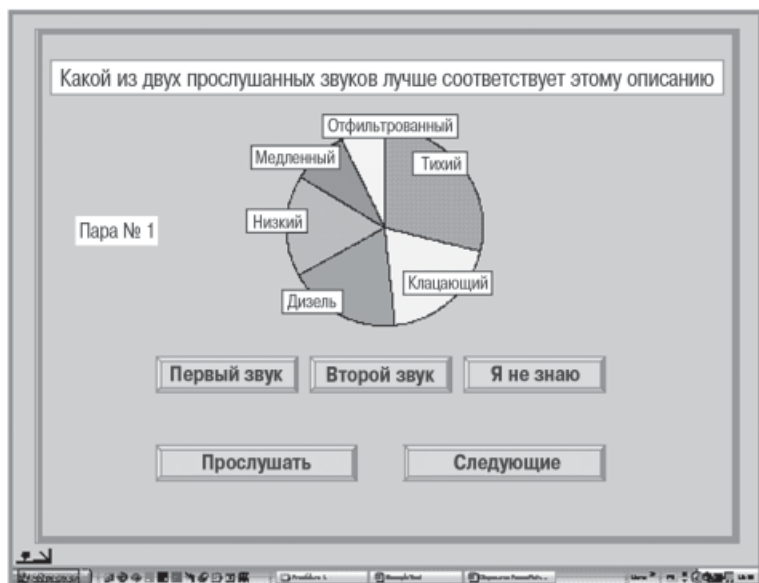 Какой из двух прослушанных звуков лучше соответствует этому описанию
Отфильтрованный
Медленный
Тихий
Низкий
Пара № 1
Клацающий
Дизель
Первый звук
Второй звук
Я не знаю
Прослушать
Следующие